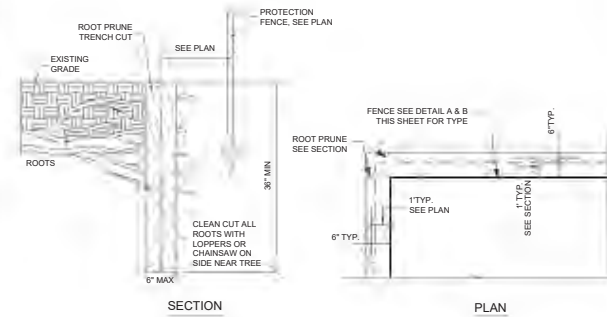 ROOT PRUNE
TRENCH CUT
PROTECTION
FENCE, SEE PLAN
SEE PLAN
EXISTING
GRADE
ROOTS
36" MIN
CLEAN CUT ALL
ROOTS WITH
LOPPERS OR
CHAINSAW ON
SIDE NEAR TREE
6" MAX
SECTION
FENCE SEE DETAIL A & B
THIS SHEET FOR TYPE
6"TYP.
ROOT PRUNE
SEE SECTION
1'TYP.
SEE PLAN
1' TYP.
SEE SECTION
6" TYP.
PLAN